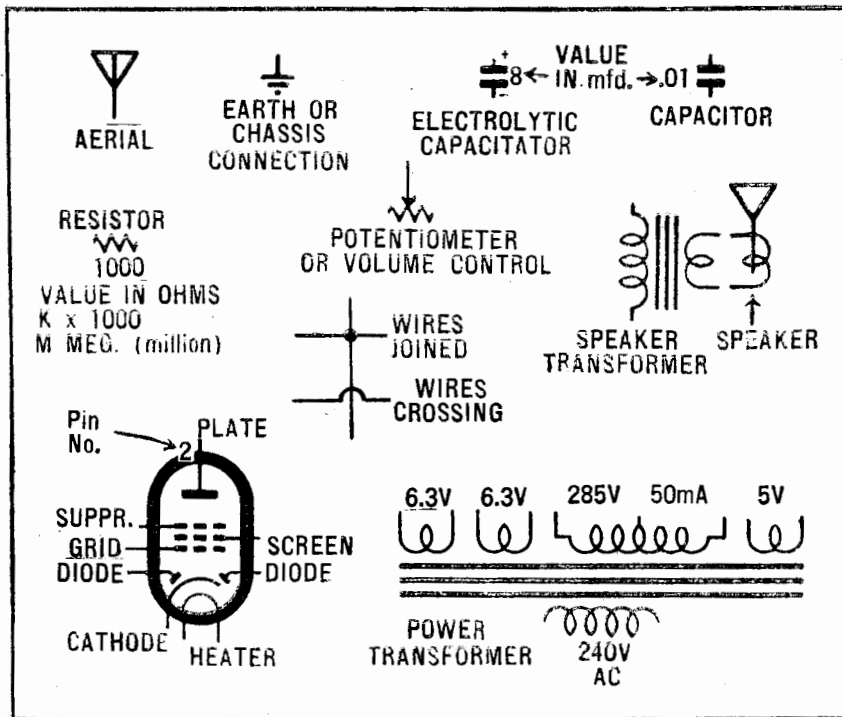 AERIAL
EARTH OR
CHASSIS
CONNECTION
+
8
-
VALUE
IN mfd.
.01
ELECTROLYTIC
CAPACITATOR
CAPACITOR
RESISTOR
1000
VALUE IN OHMS
K x 1000
M MEG. (million)
POTENTIOMETER
OR VOLUME CONTROL
WIRES
JOINED
WIRES
CROSSING
SPEAKER
TRANSFORMER
SPEAKER
Pin
No.
2
PLATE
SUPPR.
GRID
DIODE
SCREEN
DIODE
CATHODE
HEATER
6.3V
6.3V
285V
50mA
5V
POWER
TRANSFORMER
240V
AC